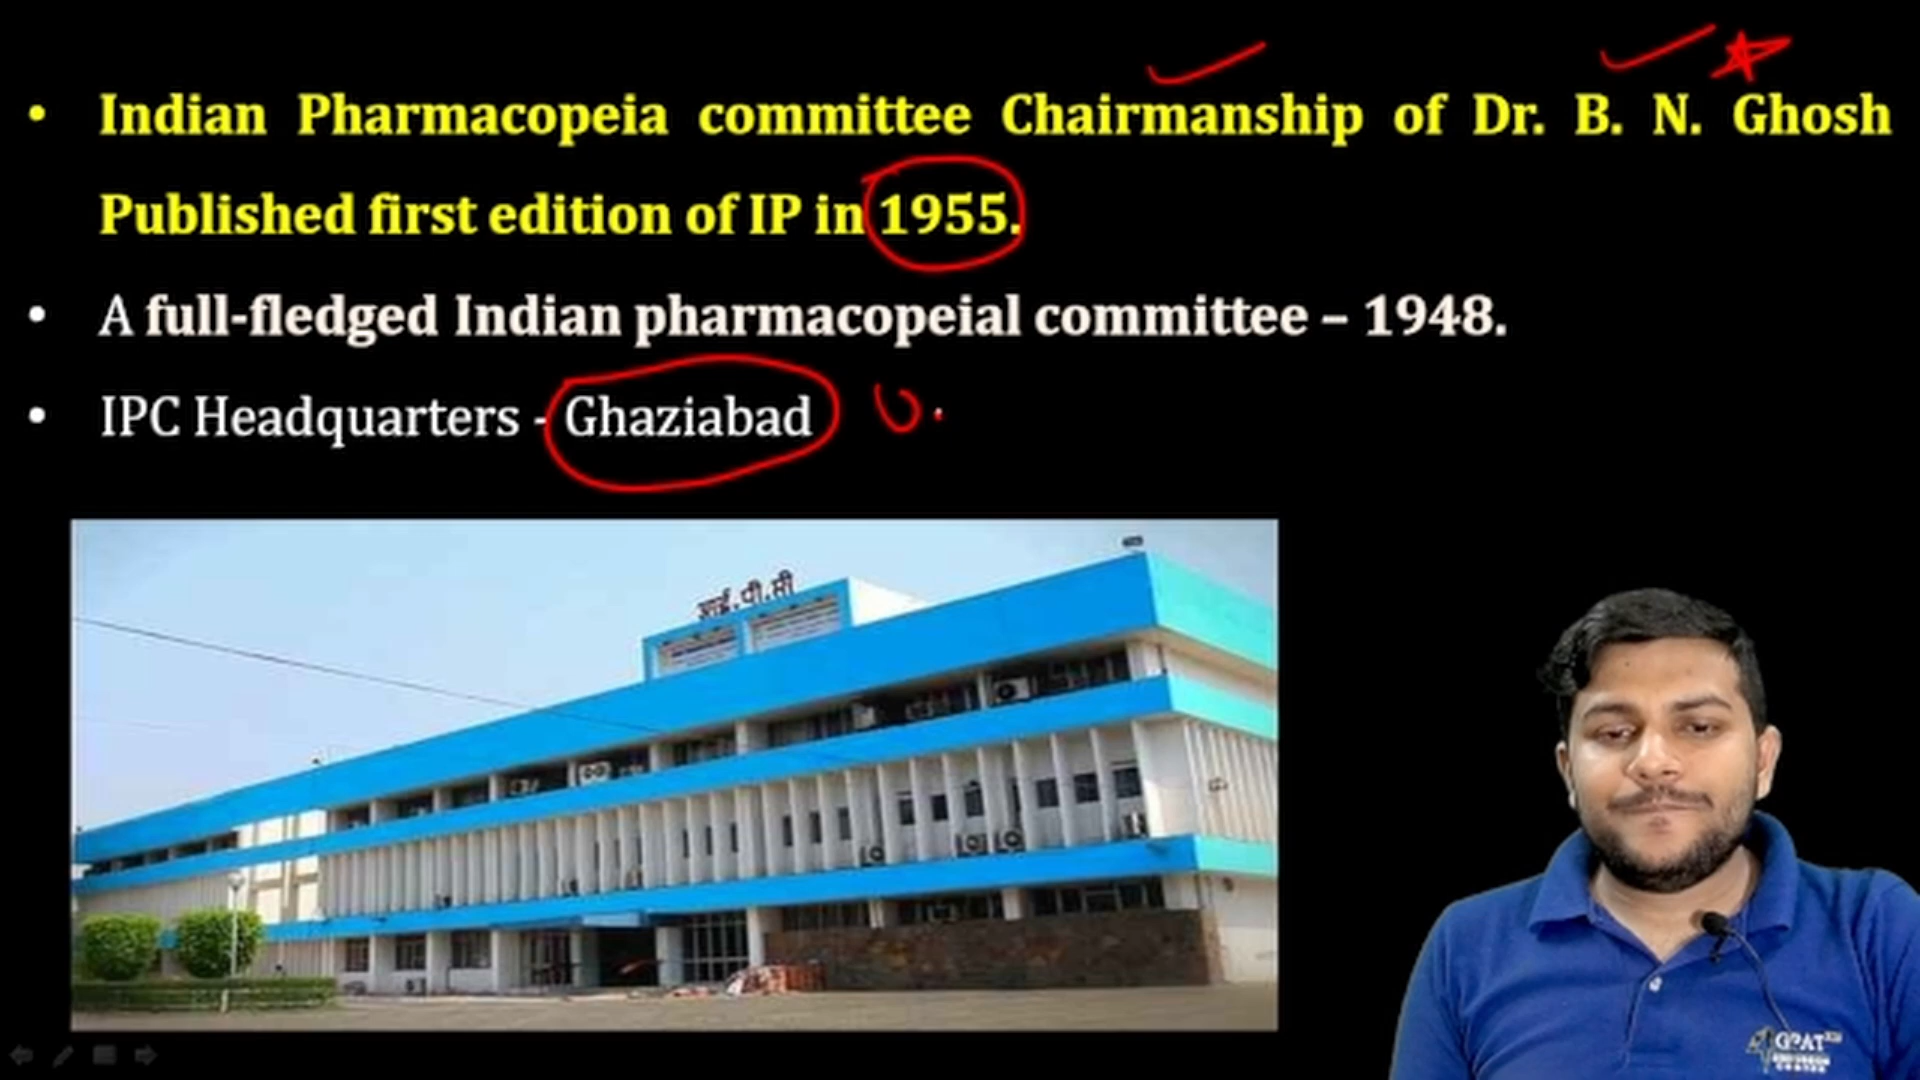 • Indian Pharmacopeia committee Chairmanship of Dr. B. N. Ghosh
Published first edition of IP in 1955.
• A full-fledged Indian pharmacopeial committee – 1948.
• IPC Headquarters - Ghaziabad U.
आई.पी.सी
GPAT